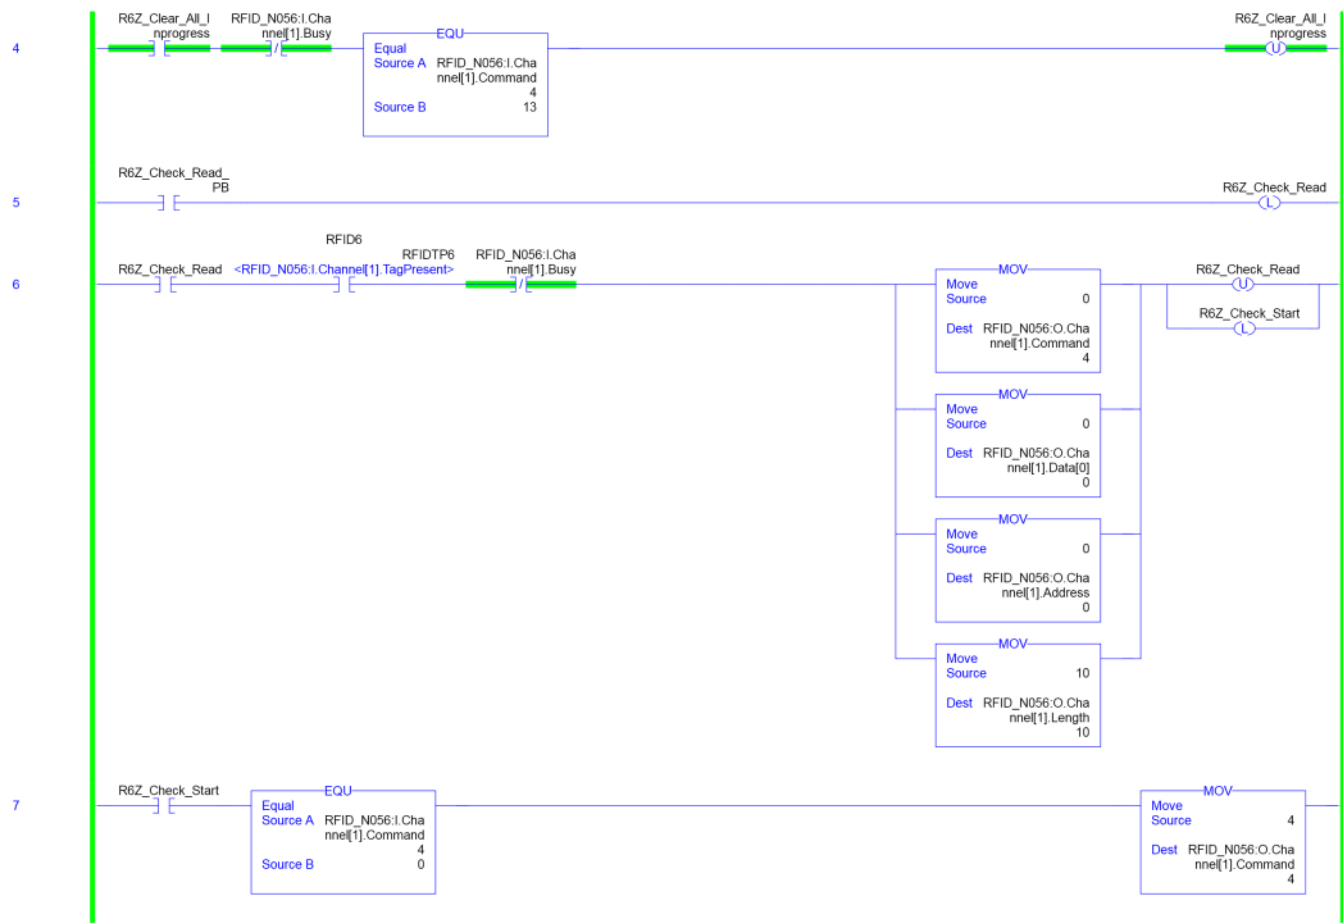 4
R6Z_Clear_All_I
nprogress
RFID_N056:I.Cha
nnel[1].Busy
EQU
Equal
Source A RFID_N056:I.Cha
nnel[1].Command
4
Source B 13
R6Z_Clear_All_I
nprogress
U
5
R6Z_Check_Read_
PB
R6Z_Check_Read
L
6
R6Z_Check_Read
RFID6
RFIDTP6
<RFID_N056:I.Channel[1].TagPresent>
RFID_N056:I.Cha
nnel[1].Busy
MOV
Move
Source 0
Dest RFID_N056:O.Cha
nnel[1].Command
4
R6Z_Check_Read
U
R6Z_Check_Start
L
MOV
Move
Source 0
Dest RFID_N056:O.Cha
nnel[1].Data[0]
0
MOV
Move
Source 0
Dest RFID_N056:O.Cha
nnel[1].Address
0
MOV
Move
Source 10
Dest RFID_N056:O.Cha
nnel[1].Length
10
7
R6Z_Check_Start
EQU
Equal
Source A RFID_N056:I.Cha
nnel[1].Command
4
Source B 0
MOV
Move
Source 4
Dest RFID_N056:O.Cha
nnel[1].Command
4